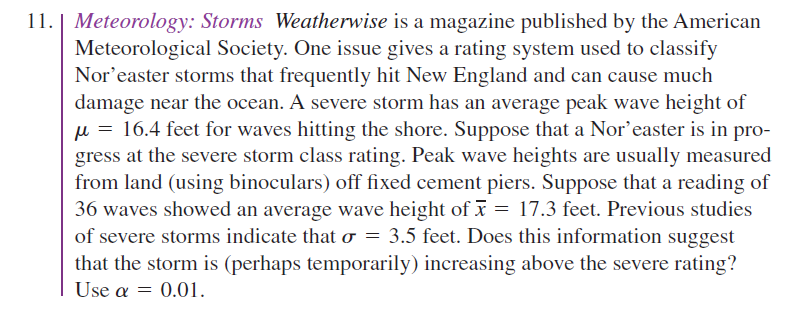 11. Meteorology: Storms Weatherwise is a magazine published by the American
Meteorological Society. One issue gives a rating system used to classify
Nor’easter storms that frequently hit New England and can cause much
damage near the ocean. A severe storm has an average peak wave height of
μ = 16.4 feet for waves hitting the shore. Suppose that a Nor’easter is in pro-
gress at the severe storm class rating. Peak wave heights are usually measured
from land (using binoculars) off fixed cement piers. Suppose that a reading of
36 waves showed an average wave height of x̄ = 17.3 feet. Previous studies
of severe storms indicate that σ = 3.5 feet. Does this information suggest
that the storm is (perhaps temporarily) increasing above the severe rating?
Use α = 0.01.